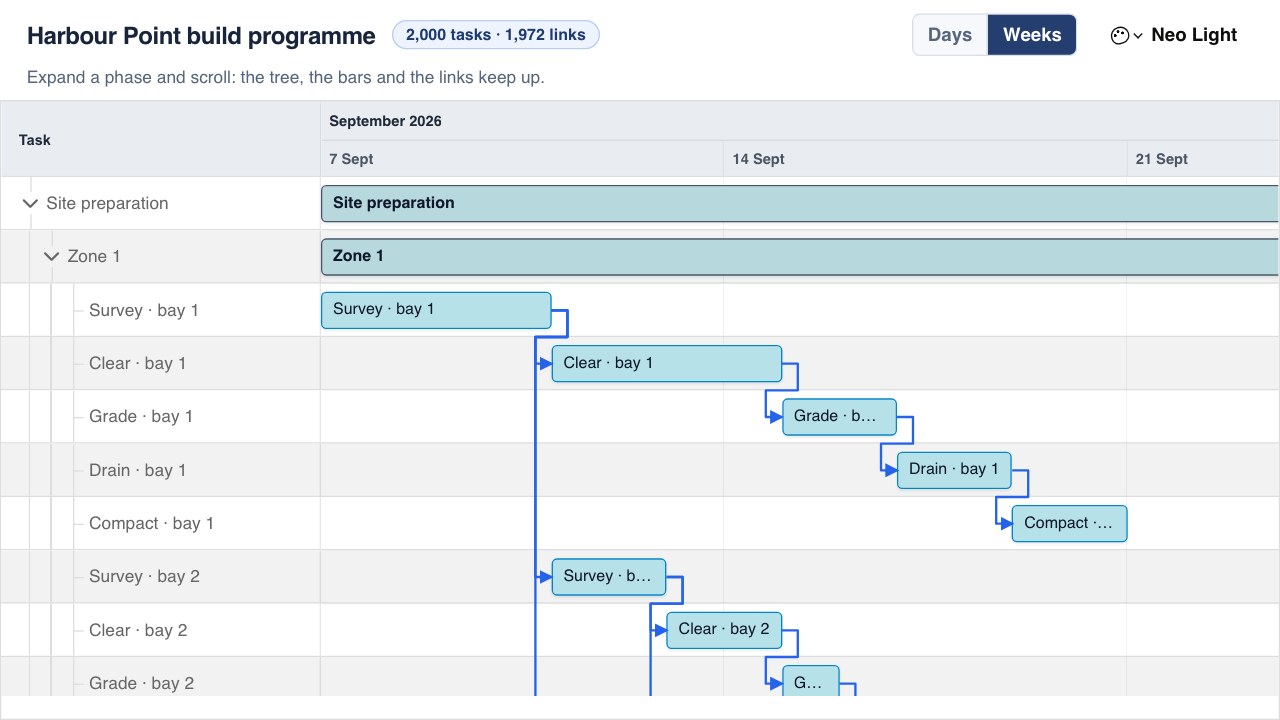 Harbour Point build programme
2,000 tasks · 1,972 links
Days
Weeks
Neo Light
Expand a phase and scroll: the tree, the bars and the links keep up.
Task
September 2026
7 Sept
14 Sept
21 Sept
Site preparation
Site preparation
Zone 1
Zone 1
Survey · bay 1
Survey · bay 1
Clear · bay 1
Clear · bay 1
Grade · bay 1
Grade · b…
Drain · bay 1
Drain · bay 1
Compact · bay 1
Compact ·…
Survey · bay 2
Survey · b…
Clear · bay 2
Clear · bay 2
Grade · bay 2
G…